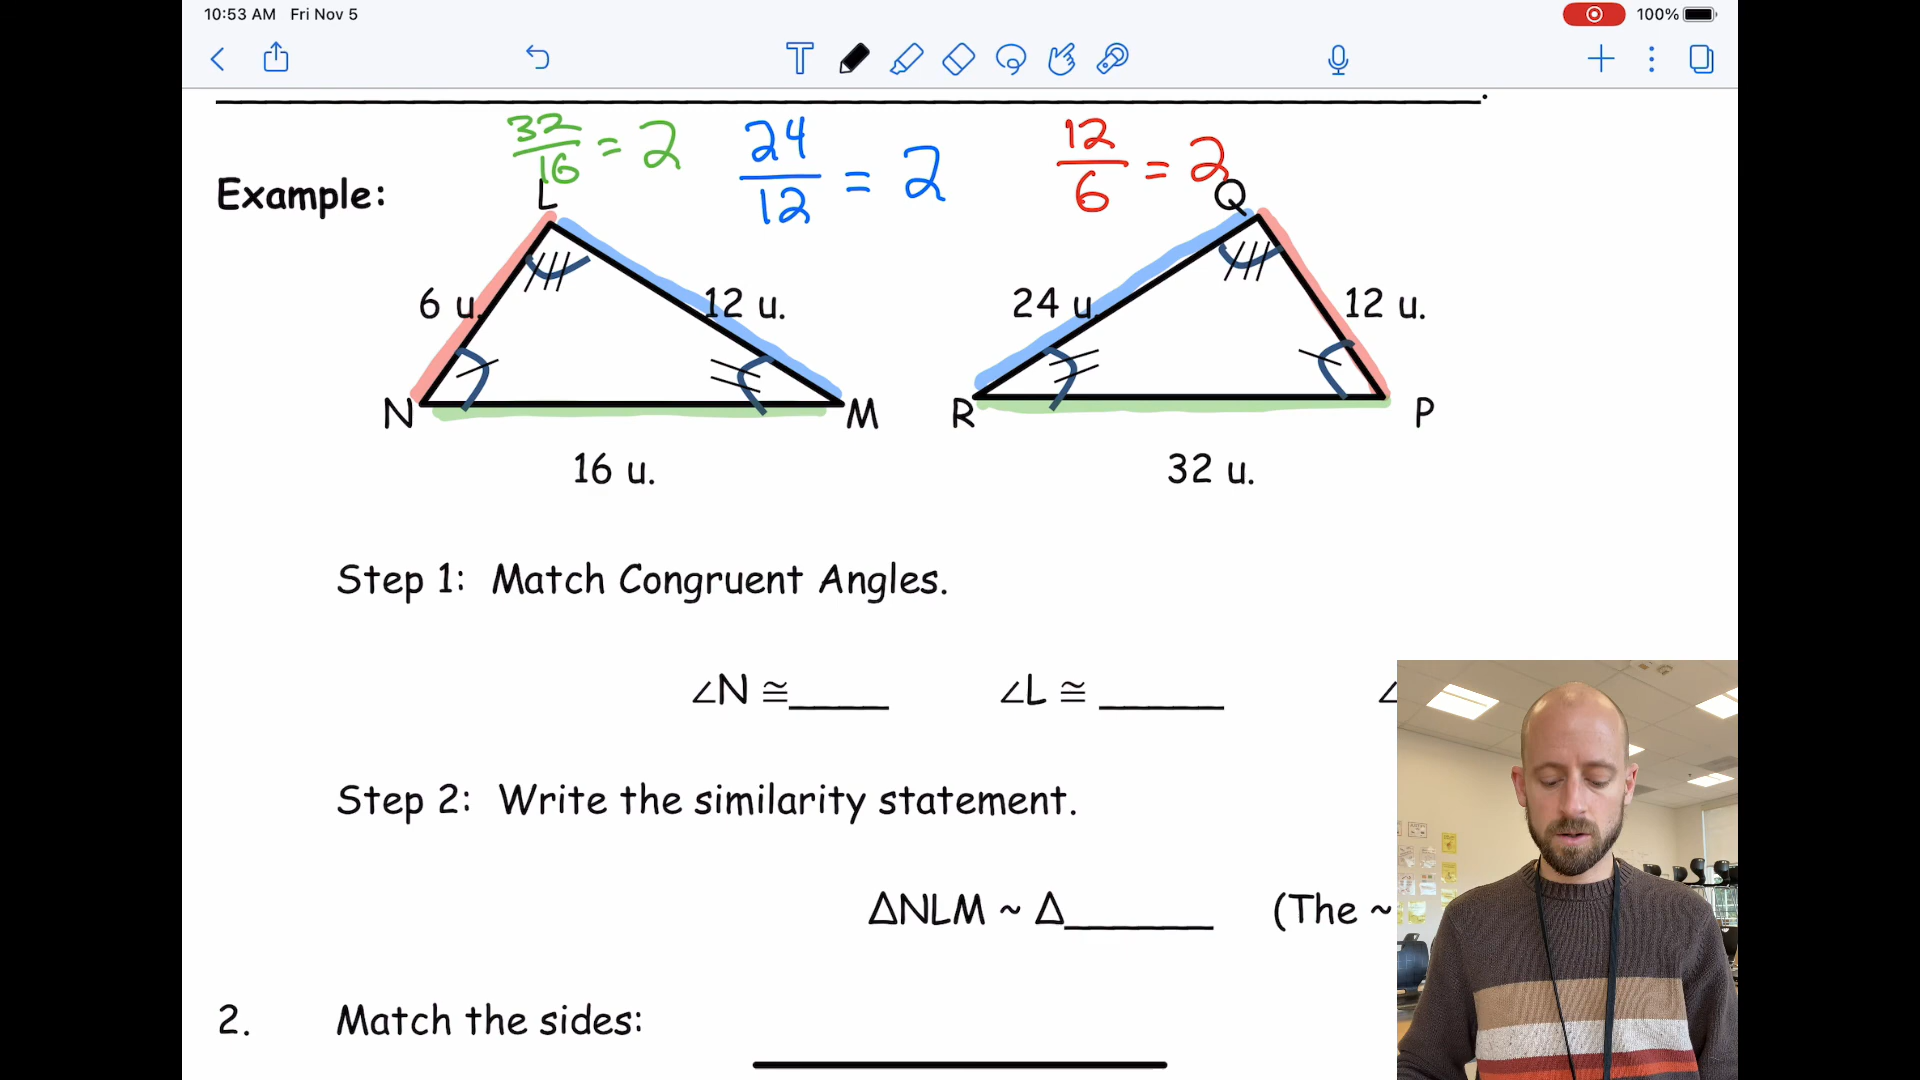 10:53 AM Fri Nov 5 100%
T
32/16 = 2 24/12 = 2 12/6 = 2
Example:
L Q
6 u. 12 u. 24 u. 12 u.
N M R P
16 u. 32 u.
Step 1: Match Congruent Angles.
∠N ≅____ ∠L ≅ _____ ∠
Step 2: Write the similarity statement.
ΔNLM ~ Δ______ (The ~
2. Match the sides: